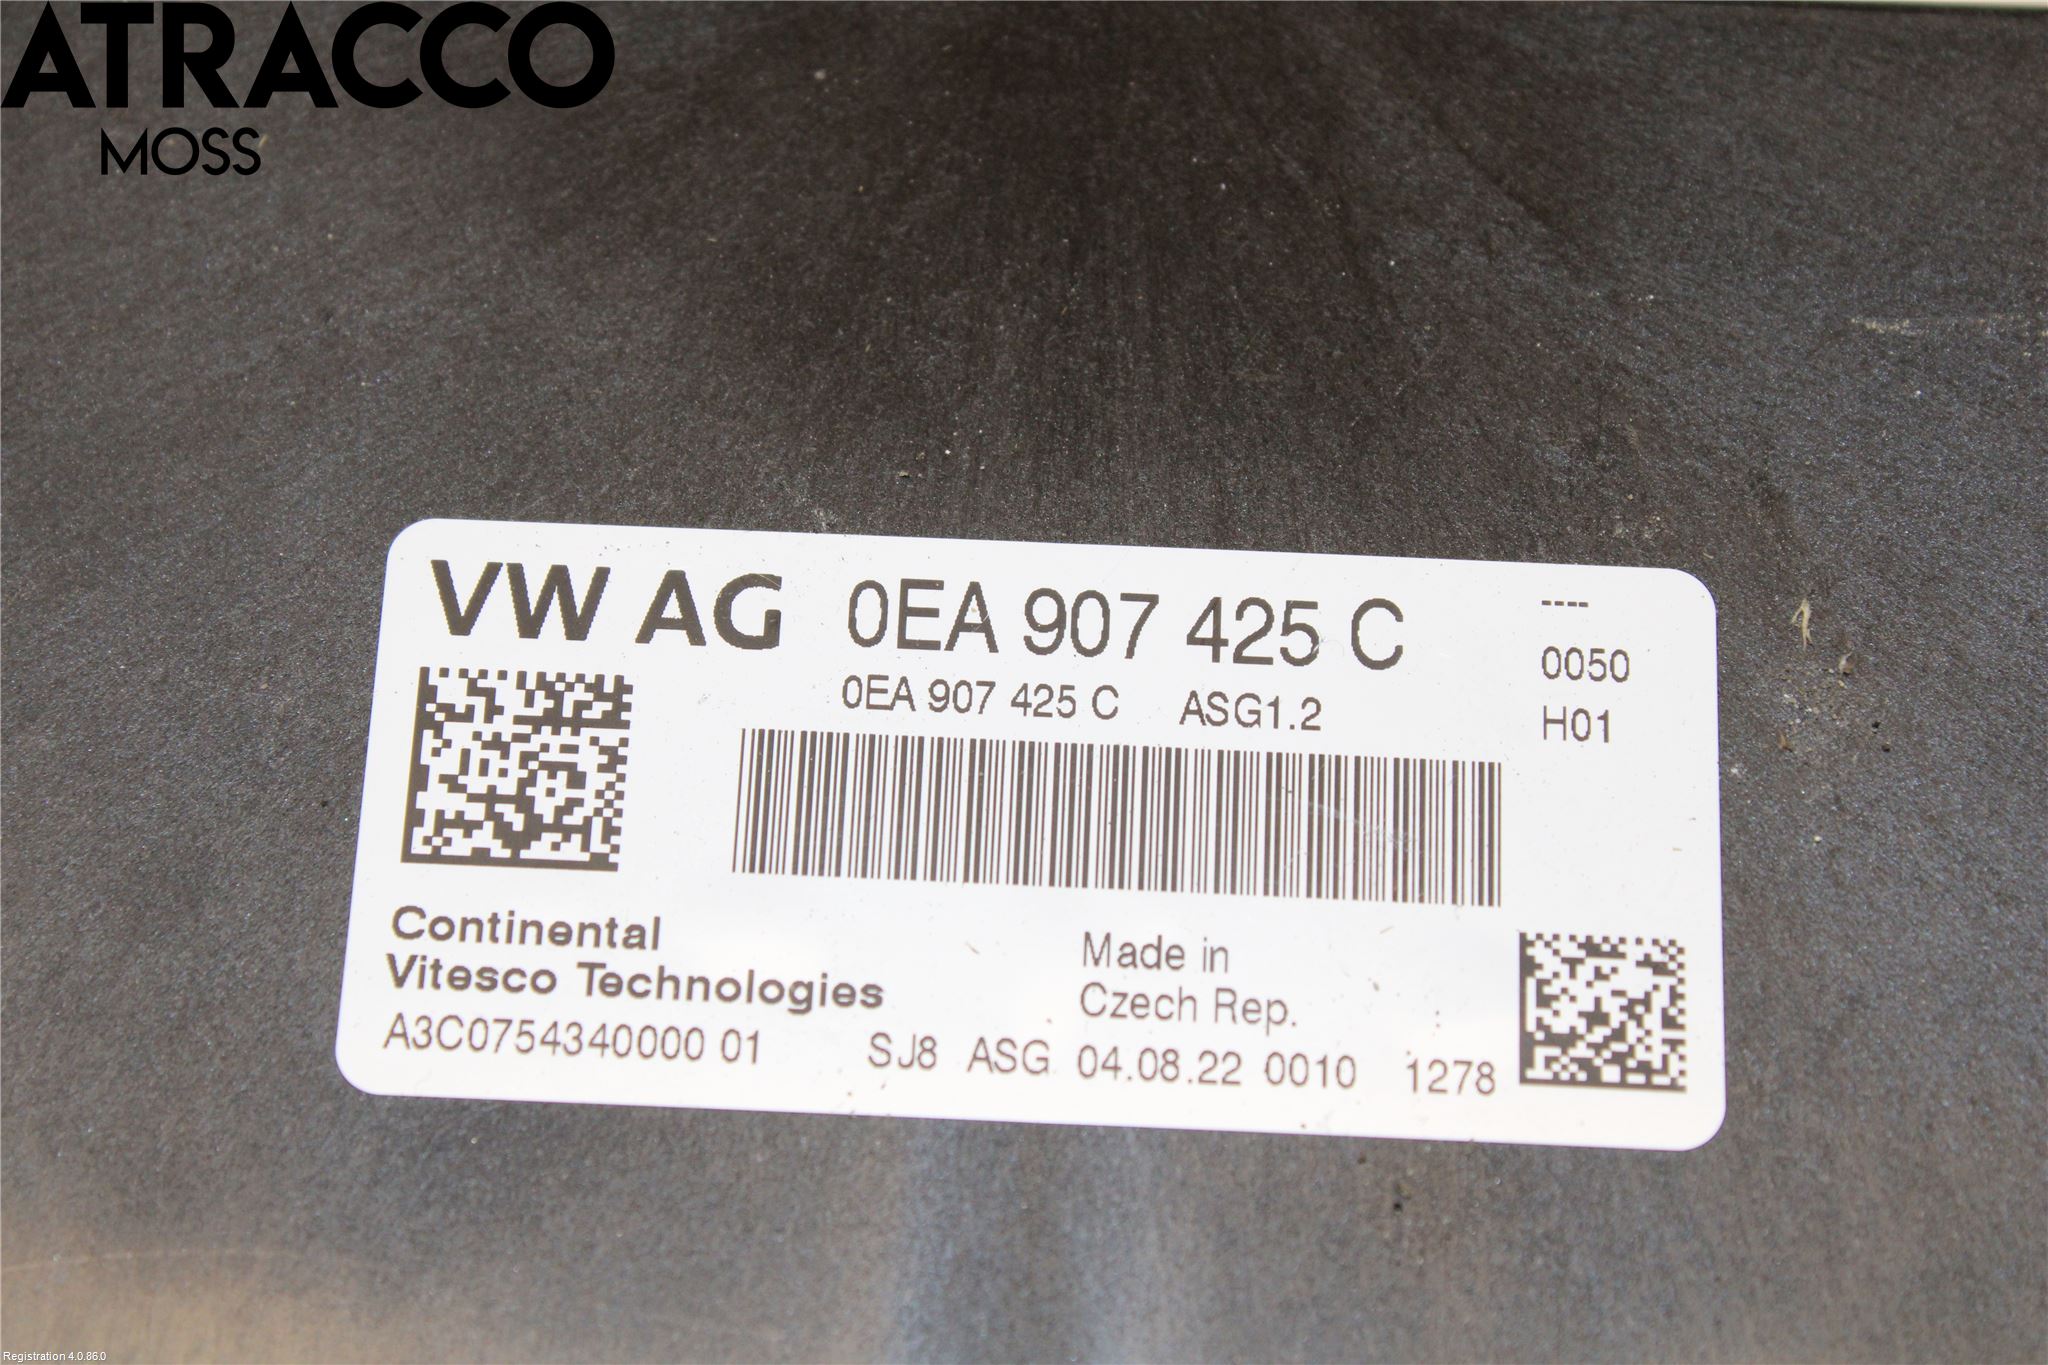 ATRACCO
MOSS
VW AG 0EA 907 425 C ----
0EA 907 425 C ASG1.2 0050
H01
Continental
Vitesco Technologies
Made in
Czech Rep.
A3C0754340000 01 SJ8 ASG 04.08.22 0010 1278
Registration 4.0.86.0